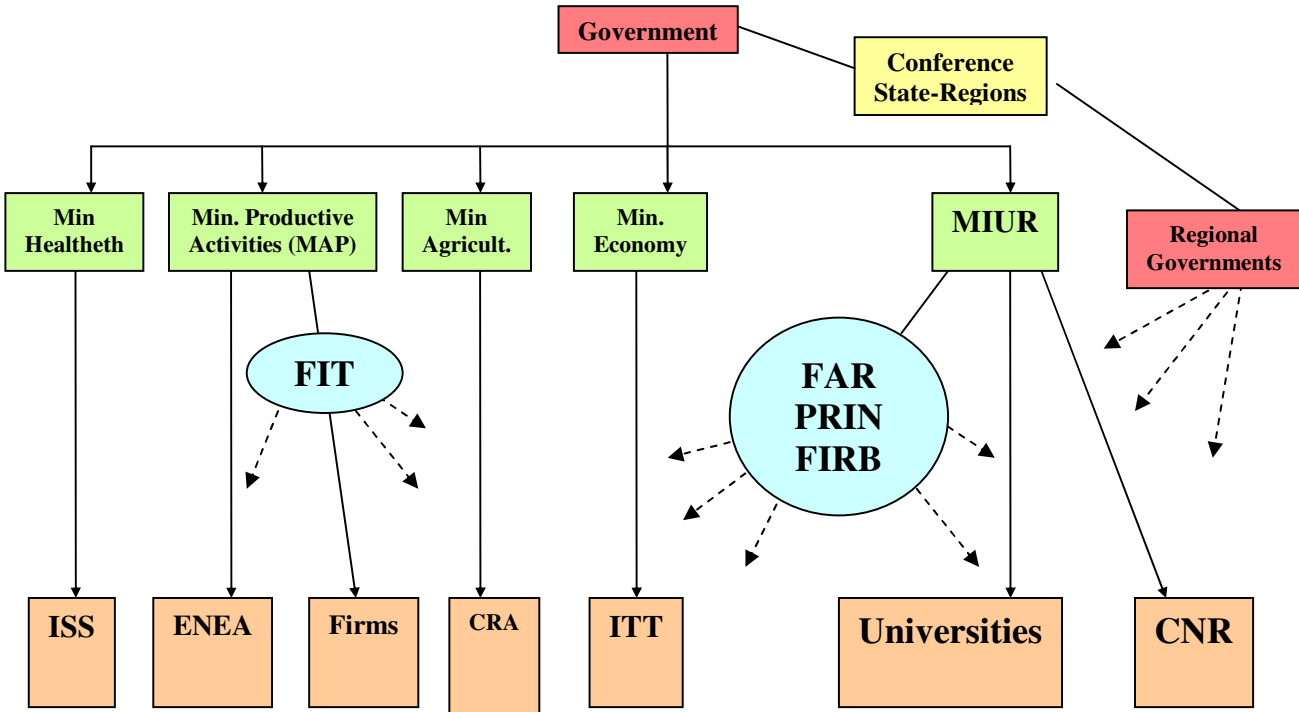 Government
Conference
State-Regions
Min
Healtheth
Min. Productive
Activities (MAP)
Min
Agricult.
Min.
Economy
MIUR
Regional
Governments
FIT
FAR
PRIN
FIRB
ISS
ENEA
Firms
CRA
ITT
Universities
CNR